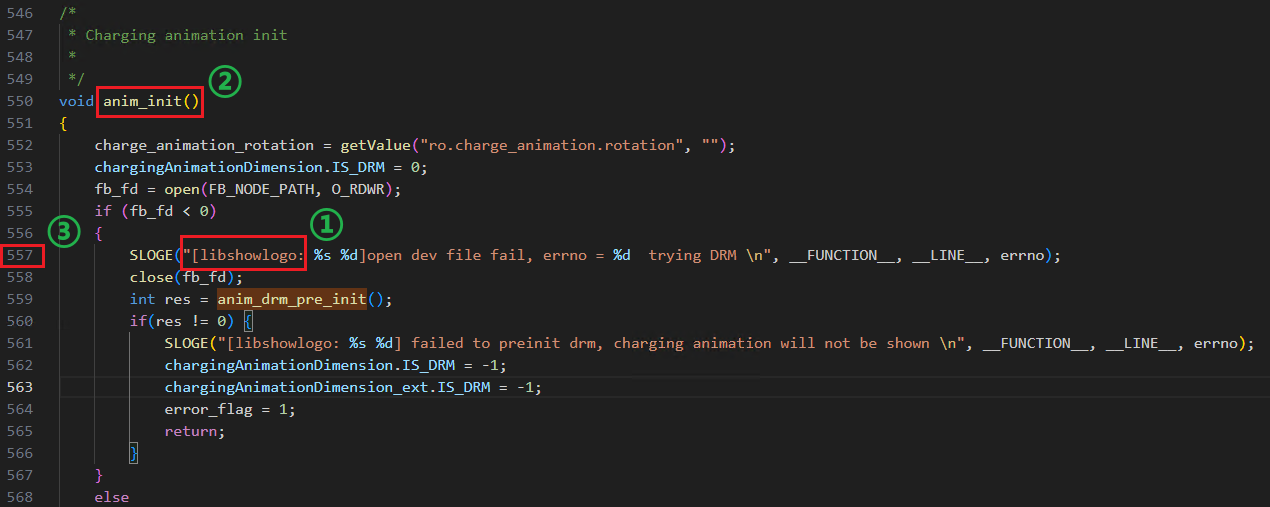 546 /*
547  * Charging animation init
548  *
549  */
②
550 void anim_init()
551 {
552     charge_animation_rotation = getValue("ro.charge_animation.rotation", "");
553     chargingAnimationDimension.IS_DRM = 0;
554     fb_fd = open(FB_NODE_PATH, O_RDWR);
555     if (fb_fd < 0)
③ ①
556     {
557         SLOGE("[libshowlogo: %s %d]open dev file fail, errno = %d  trying DRM \n", __FUNCTION__, __LINE__, errno);
558         close(fb_fd);
559         int res = anim_drm_pre_init();
560         if(res != 0) {
561             SLOGE("[libshowlogo: %s %d] failed to preinit drm, charging animation will not be shown \n", __FUNCTION__, __LINE__, errno);
562             chargingAnimationDimension.IS_DRM = -1;
563             chargingAnimationDimension_ext.IS_DRM = -1;
564             error_flag = 1;
565             return;
566         }
567     }
568     else